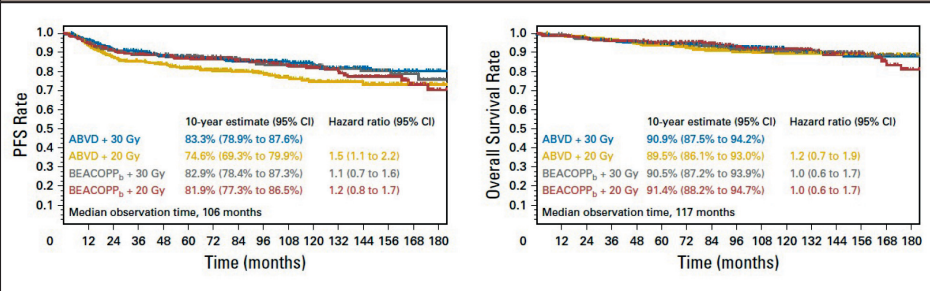 PFS Rate
1.0
0.9
0.8
0.7
0.6
0.5
0.4
0.3
0.2
0.1
10-year estimate (95% CI) Hazard ratio (95% CI)
ABVD + 30 Gy 83.3% (78.9% to 87.6%)
ABVD + 20 Gy 74.6% (69.3% to 79.9%) 1.5 (1.1 to 2.2)
BEACOPPb + 30 Gy 82.9% (78.4% to 87.3%) 1.1 (0.7 to 1.6)
BEACOPPb + 20 Gy 81.9% (77.3% to 86.5%) 1.2 (0.8 to 1.7)
Median observation time, 106 months
0 12 24 36 48 60 72 84 96 108 120 132 144 156 168 180
Time (months)
Overall Survival Rate
1.0
0.9
0.8
0.7
0.6
0.5
0.4
0.3
0.2
0.1
10-year estimate (95% CI) Hazard ratio (95% CI)
ABVD + 30 Gy 90.9% (87.5% to 94.2%)
ABVD + 20 Gy 89.5% (86.1% to 93.0%) 1.2 (0.7 to 1.9)
BEACOPPb + 30 Gy 90.5% (87.2% to 93.9%) 1.0 (0.6 to 1.7)
BEACOPPb + 20 Gy 91.4% (88.2% to 94.7%) 1.0 (0.6 to 1.7)
Median observation time, 117 months
0 12 24 36 48 60 72 84 96 108 120 132 144 156 168 180
Time (months)